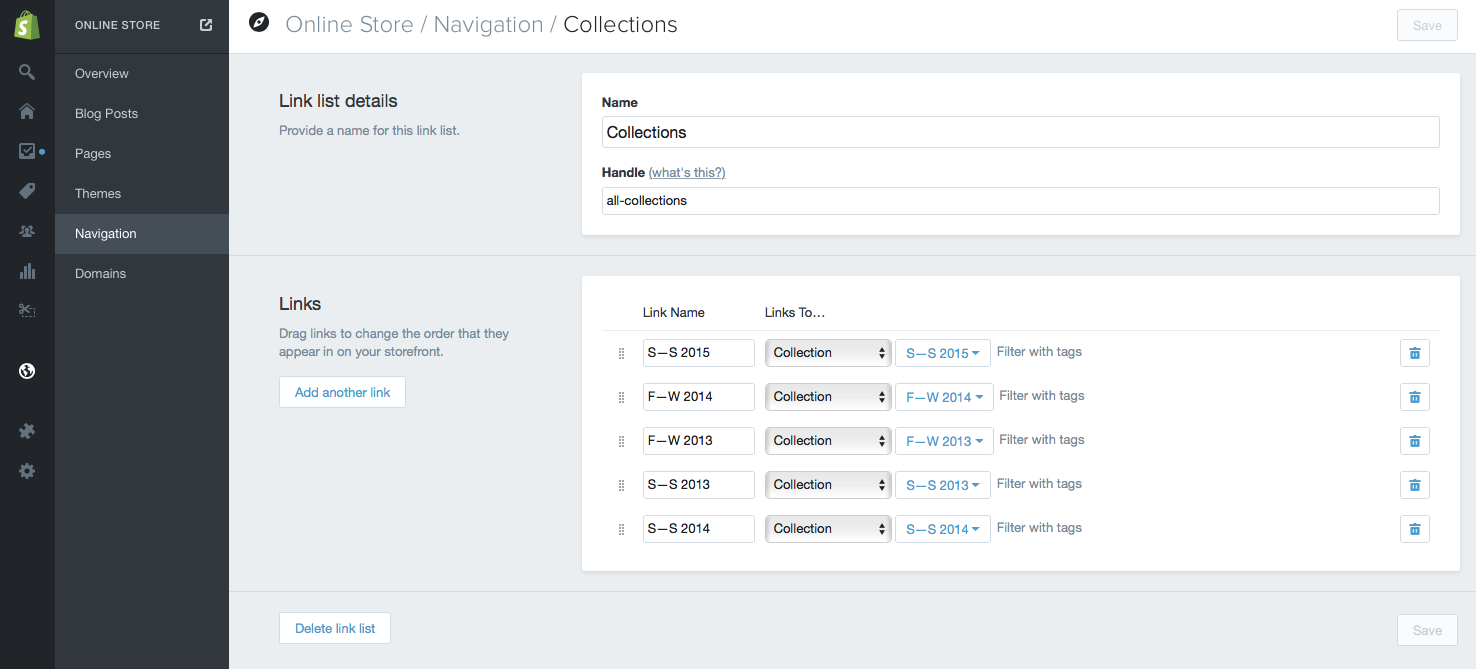 ONLINE STORE
Online Store / Navigation / Collections
Save
Overview
Blog Posts
Pages
Themes
Navigation
Domains
Link list details
Provide a name for this link list.
Name
Collections
Handle (what's this?)
all-collections
Links
Drag links to change the order that they
appear in on your storefront.
Add another link
Link Name Links To…
S—S 2015 Collection S—S 2015 Filter with tags
F—W 2014 Collection F—W 2014 Filter with tags
F—W 2013 Collection F—W 2013 Filter with tags
S—S 2013 Collection S—S 2013 Filter with tags
S—S 2014 Collection S—S 2014 Filter with tags
Delete link list
Save